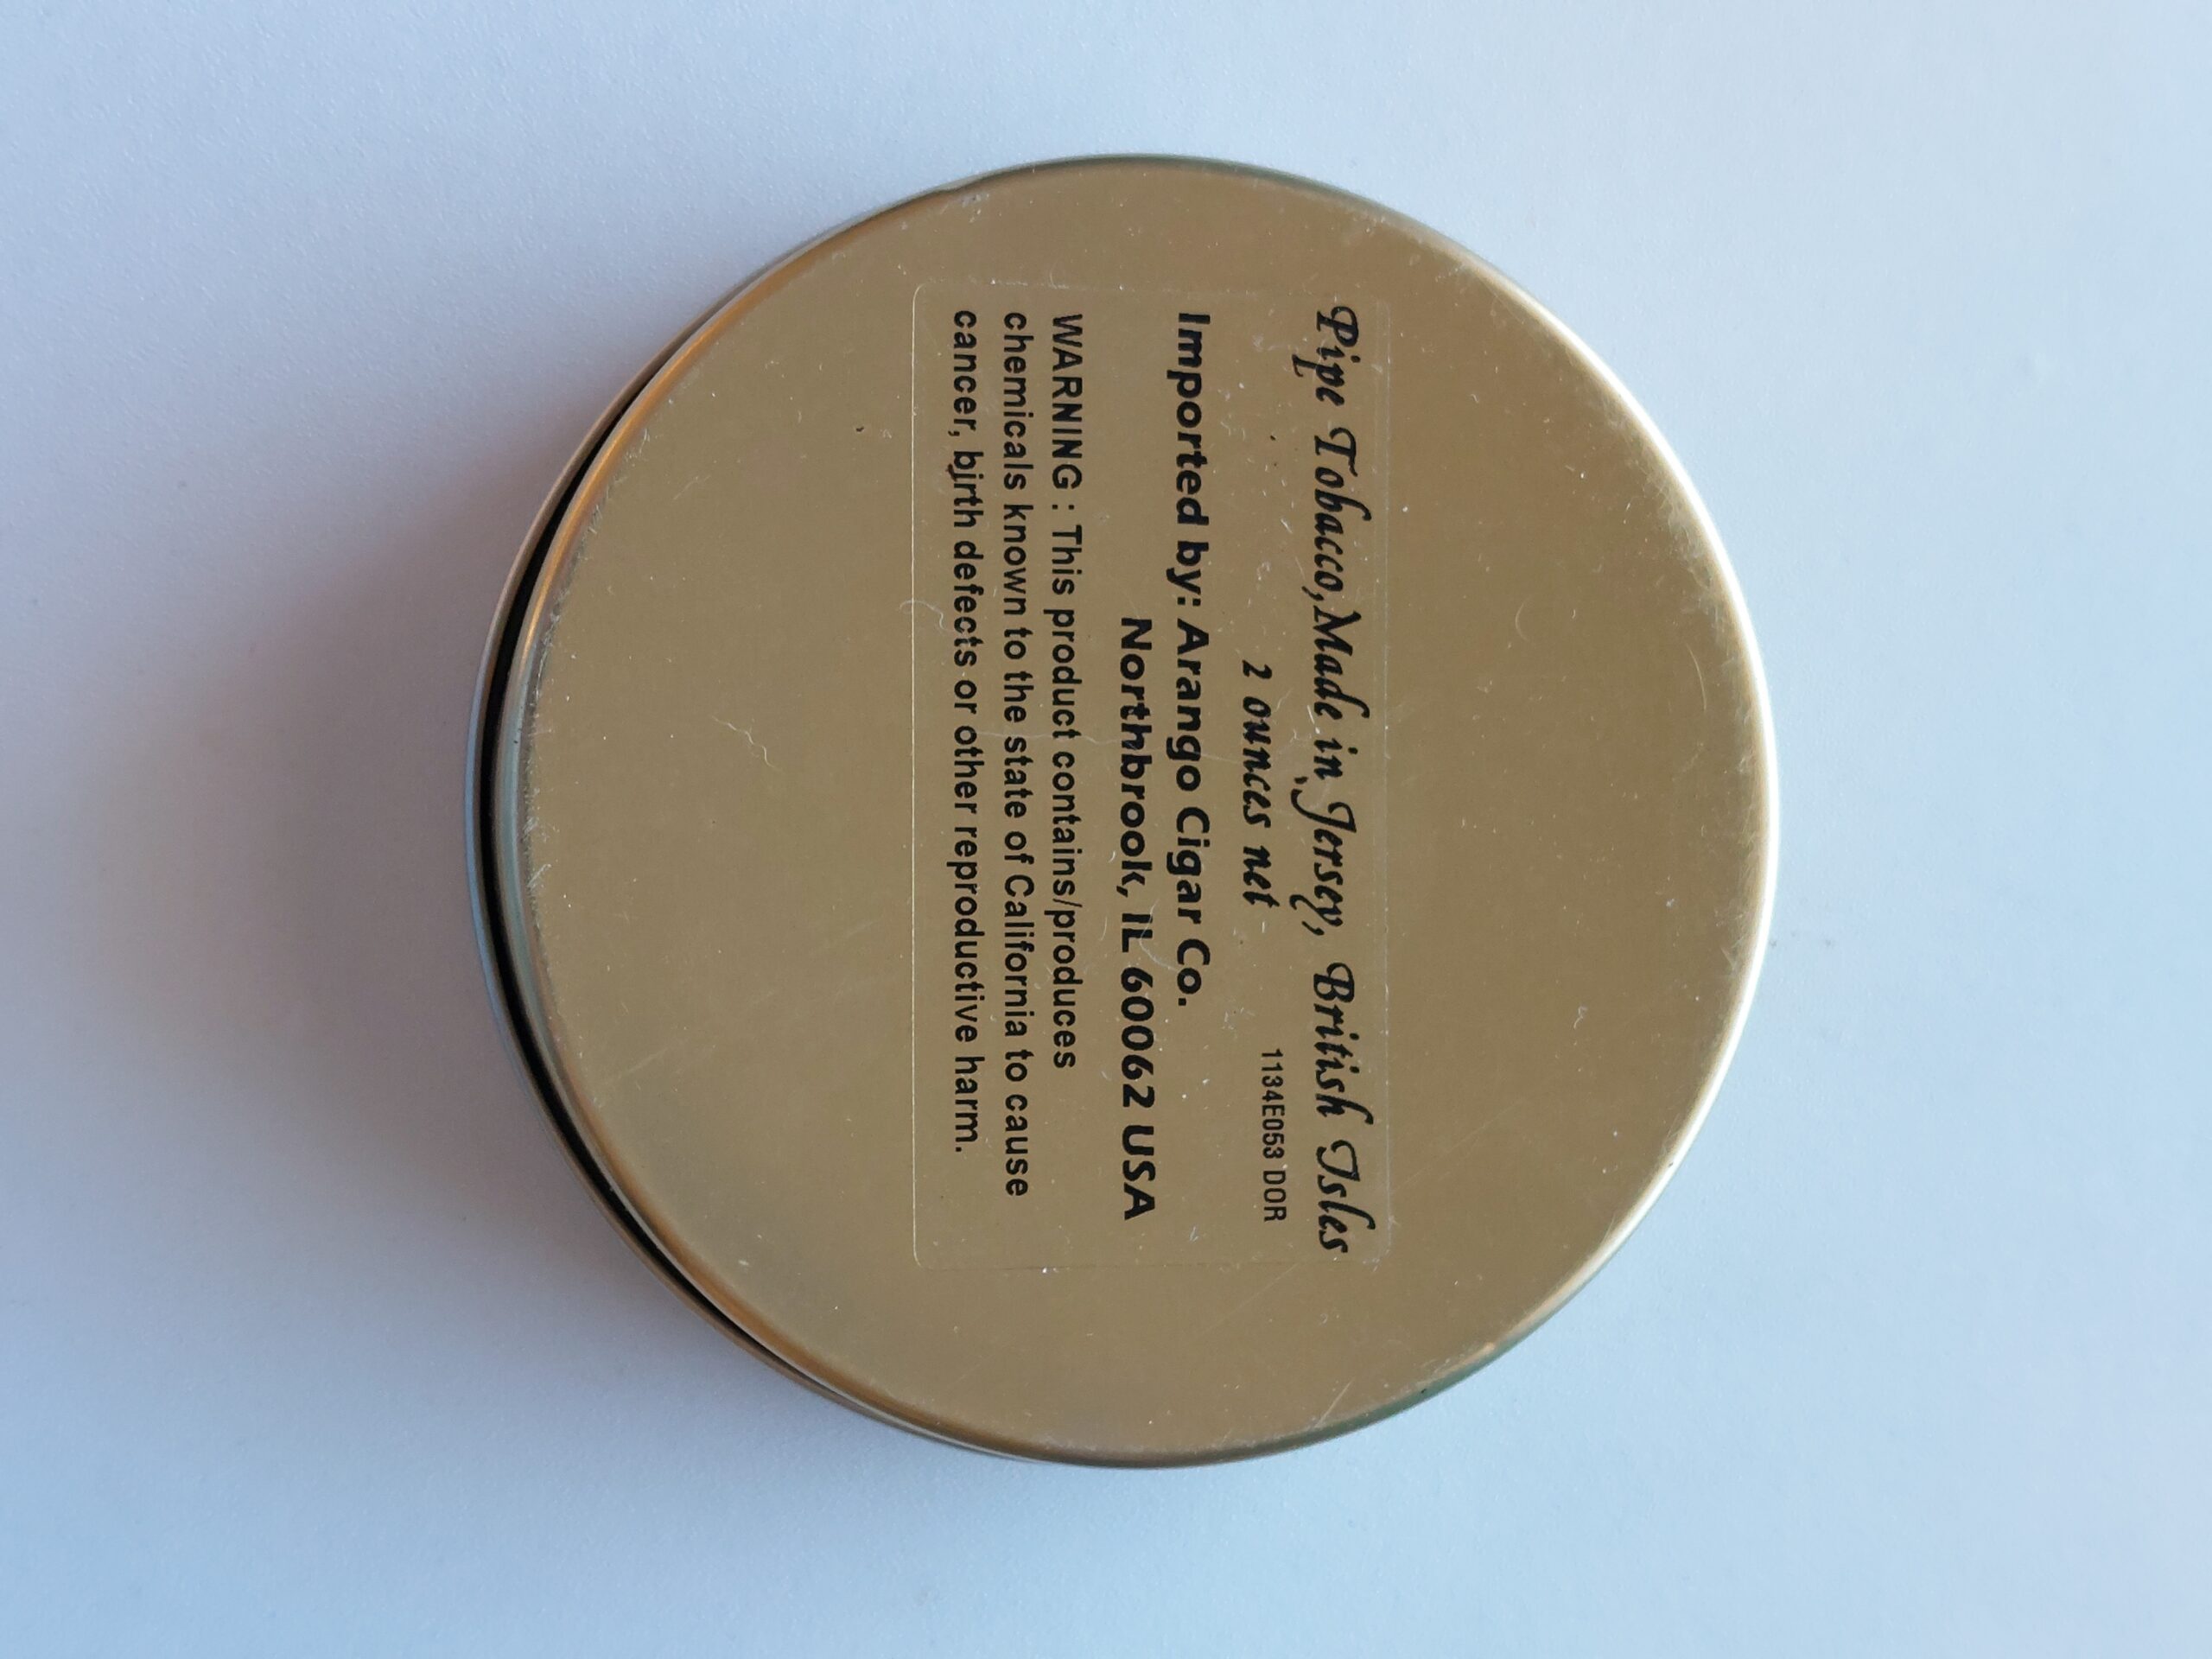 Pipe Tobacco,Made in Jersey, British Isles
2 ounces net
1134E053 DOR
Imported by: Arango Cigar Co.
Northbrook, IL 60062 USA
WARNING : This product contains/produces
chemicals known to the state of California to cause
cancer, birth defects or other reproductive harm.